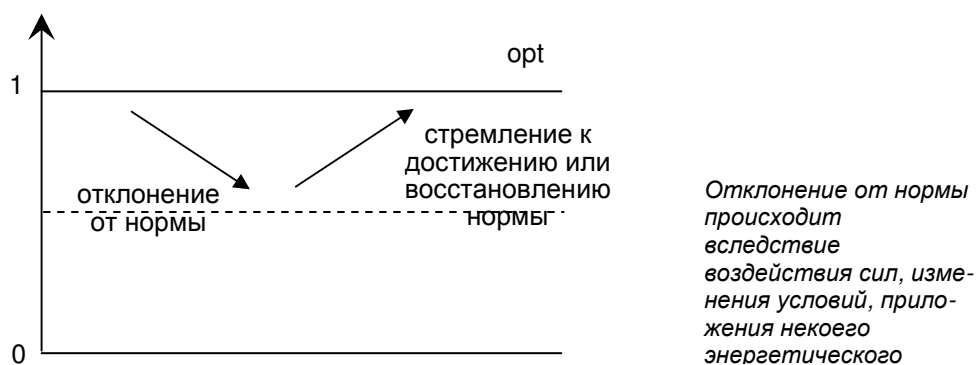 opt
1
стремление к
достижению или
восстановлению
нормы
отклонение
от нормы
0
Отклонение от нормы
происходит
вследствие
воздействия сил, изме-
нения условий, прило-
жения некоего
энергетического